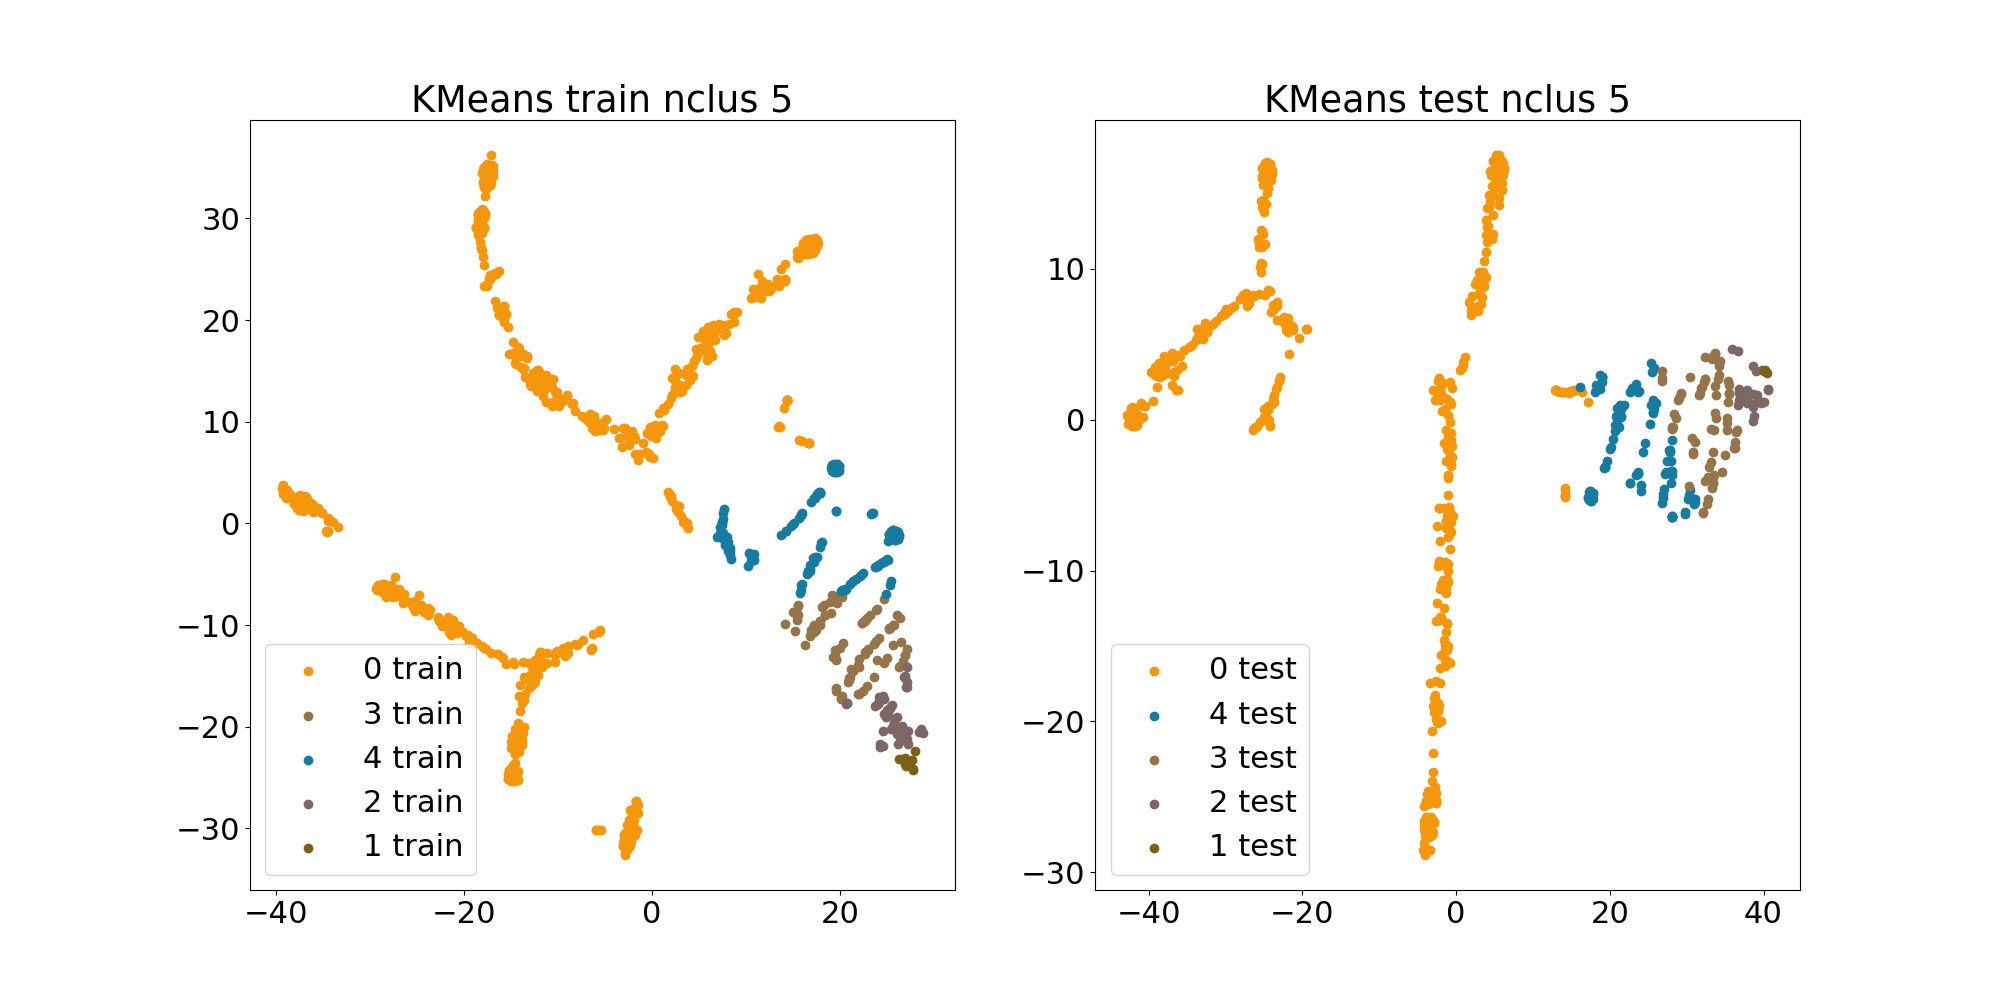 KMeans train nclus 5
30
20
10
0
−10
−20
−30
−40
−20
0
20
0 train
3 train
4 train
2 train
1 train
KMeans test nclus 5
10
0
−10
−20
−30
−40
−20
0
20
40
0 test
4 test
3 test
2 test
1 test